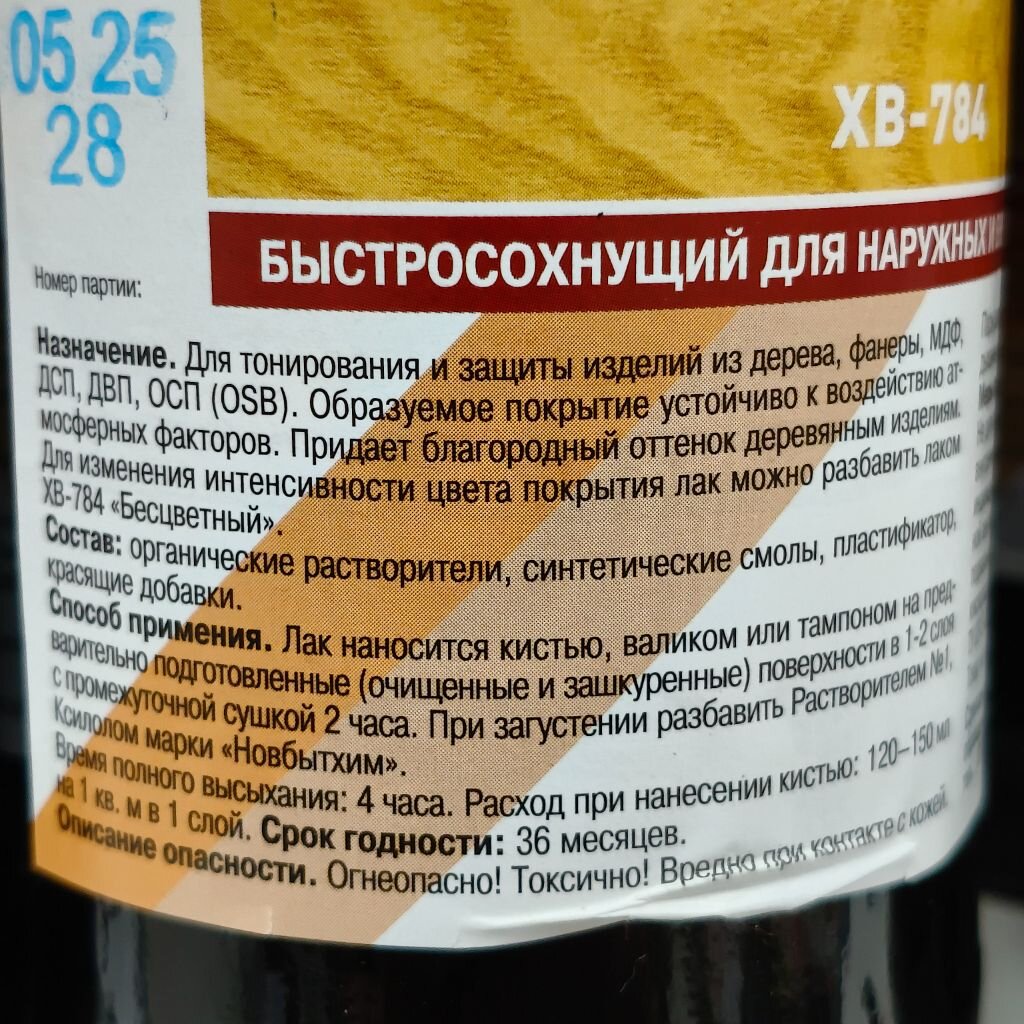 05 25
28
ХВ-784
БЫСТРОСОХНУЩИЙ ДЛЯ НАРУЖНЫХ И
Номер партии:
Назначение. Для тонирования и защиты изделий из дерева, фанеры, МДФ,
ДСП, ДВП, ОСП (OSB). Образуемое покрытие устойчиво к воздействию ат-
мосферных факторов. Придает благородный оттенок деревянным изделиям.
Для изменения интенсивности цвета покрытия лак можно разбавить лаком
ХВ-784 «Бесцветный».
Состав: органические растворители, синтетические смолы, пластификатор,
красящие добавки.
Способ применения. Лак наносится кистью, валиком или тампоном на пред-
варительно подготовленные (очищенные и зашкуренные) поверхности в 1-2 слоя
с промежуточной сушкой 2 часа. При загустении разбавить Растворителем №1,
Ксилолом марки «Новбытхим».
Время полного высыхания: 4 часа. Расход при нанесении кистью: 120–150 мл
на 1 кв. м в 1 слой. Срок годности: 36 месяцев.
Описание опасности. Огнеопасно! Токсично! Вредно при контакте с кожей.